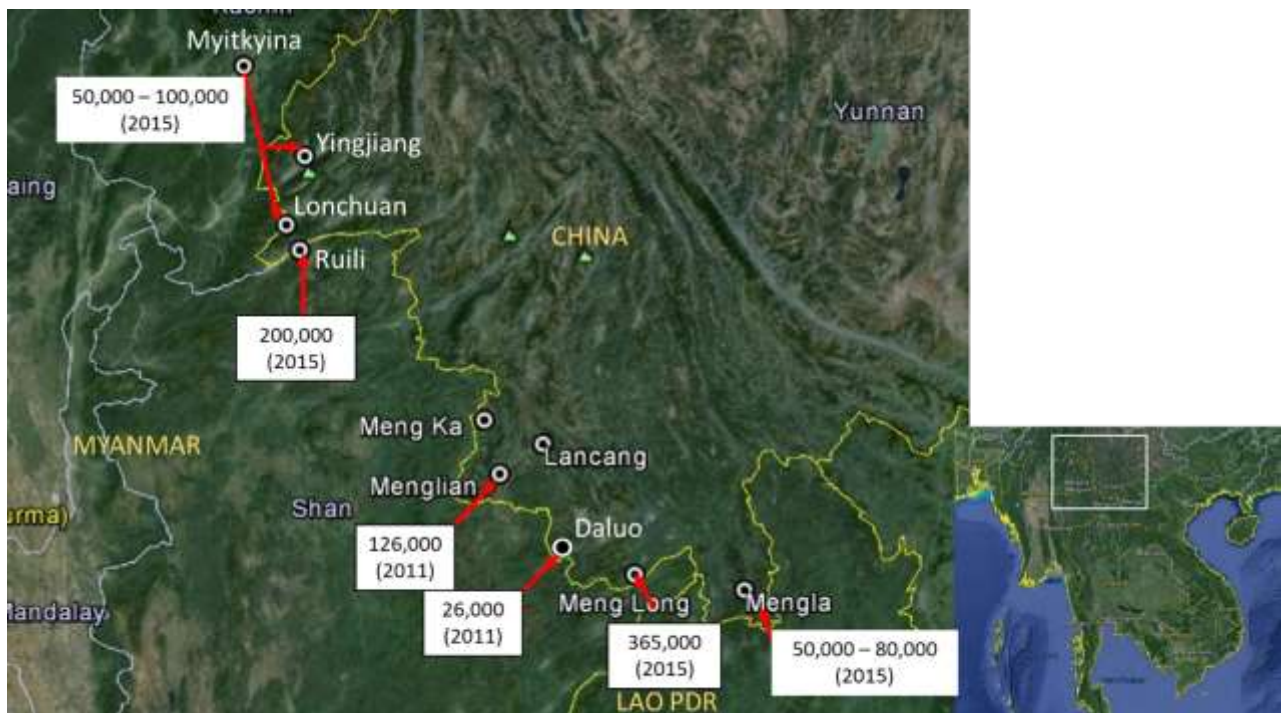 Myitkyina
50,000 – 100,000
(2015)
Yunnan
Yingjiang
aing
Lonchuan
CHINA
Ruili
200,000
(2015)
Meng Ka
MYANMAR
Lancang
Menglian
Shan
urma)
Daluo
126,000
(2011)
Meng Long
Mengla
Mandalay
26,000
(2011)
365,000
(2015)
50,000 – 80,000
(2015)
LAO PDR